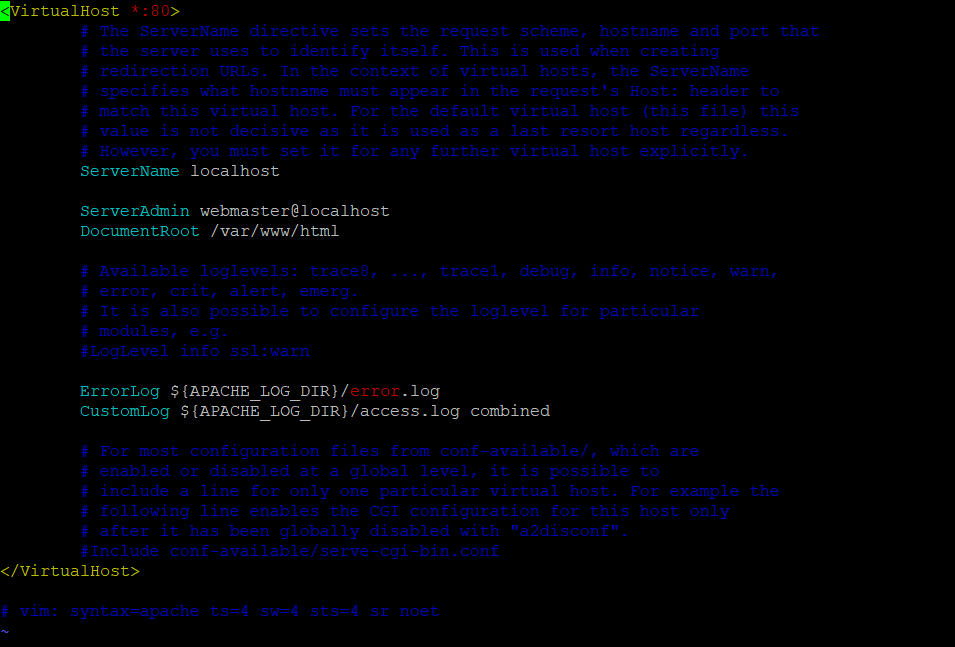 <VirtualHost *:80>
# The ServerName directive sets the request scheme, hostname and port that
# the server uses to identify itself. This is used when creating
# redirection URLs. In the context of virtual hosts, the ServerName
# specifies what hostname must appear in the request's Host: header to
# match this virtual host. For the default virtual host (this file) this
# value is not decisive as it is used as a last resort host regardless.
# However, you must set it for any further virtual host explicitly.
ServerName localhost
ServerAdmin webmaster@localhost
DocumentRoot /var/www/html
# Available loglevels: trace8, ..., trace1, debug, info, notice, warn,
# error, crit, alert, emerg.
# It is also possible to configure the loglevel for particular
# modules, e.g.
#LogLevel info ssl:warn
ErrorLog ${APACHE_LOG_DIR}/error.log
CustomLog ${APACHE_LOG_DIR}/access.log combined
# For most configuration files from conf-available/, which are
# enabled or disabled at a global level, it is possible to
# include a line for only one particular virtual host. For example the
# following line enables the CGI configuration for this host only
# after it has been globally disabled with "a2disconf".
#Include conf-available/serve-cgi-bin.conf
</VirtualHost>
# vim: syntax=apache ts=4 sw=4 sts=4 sr noet
~